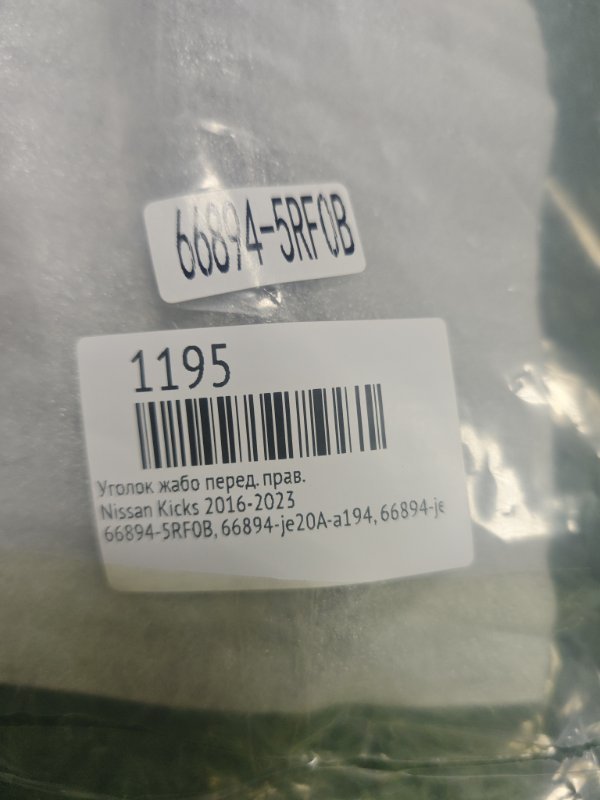 66894-5RF0B
1195
Уголок жабо перед. прав.
Nissan Kicks 2016-2023
66894-5RF0B, 66894-je20A-a194, 66894-je